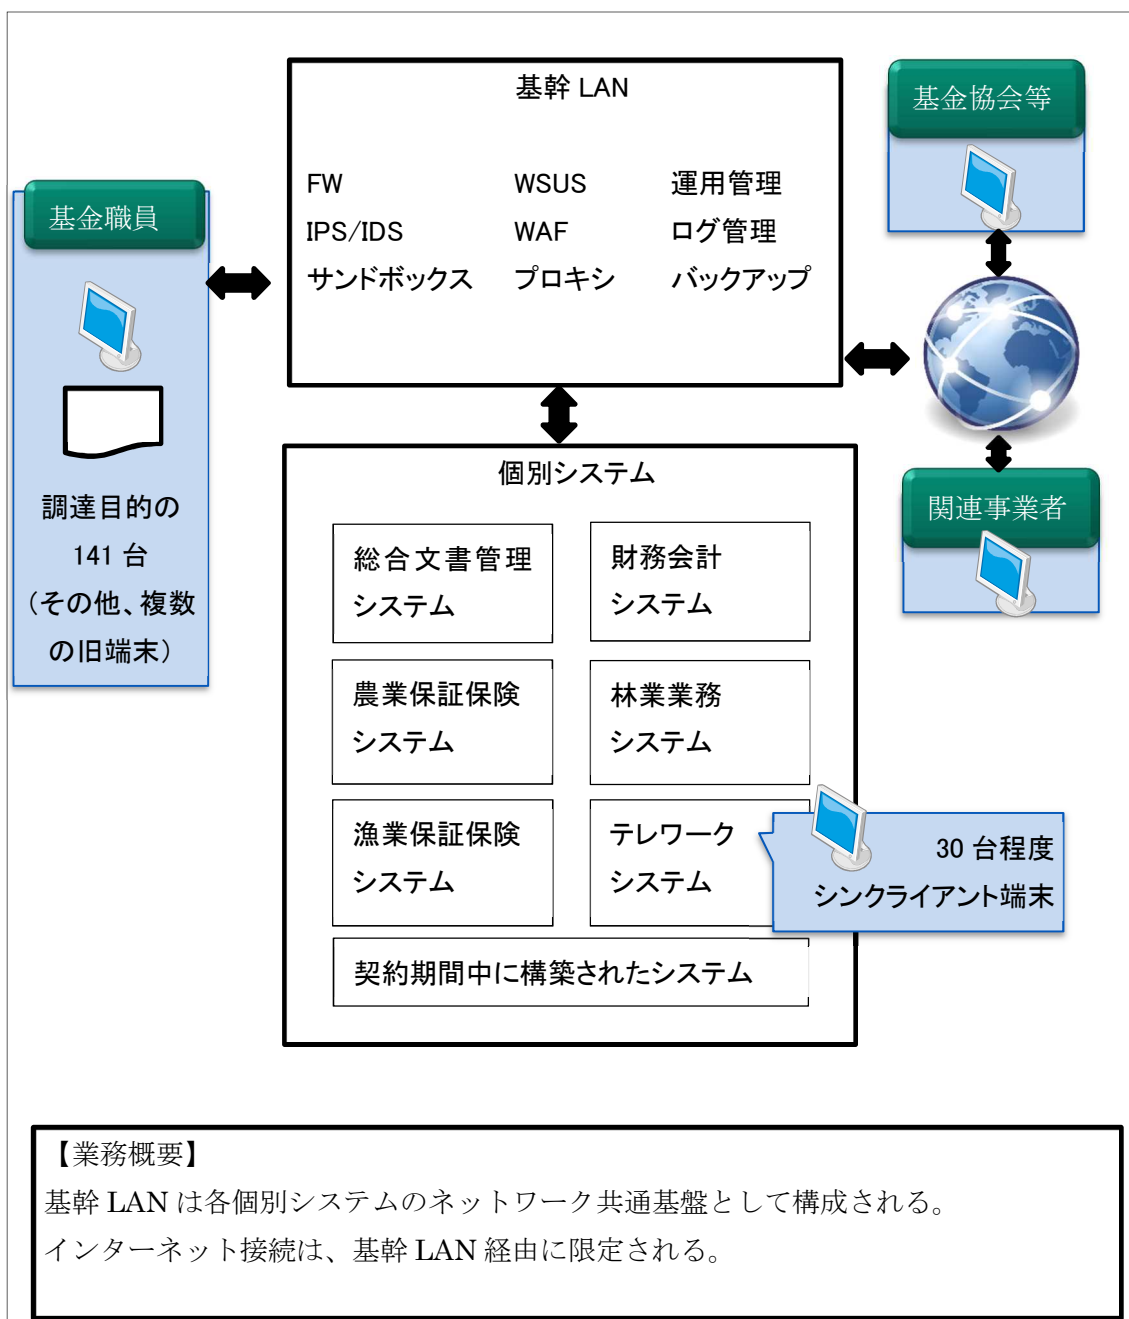 基幹 LAN
FW
WSUS
運用管理
IPS/IDS
WAF
ログ管理
サンドボックス
プロキシ
バックアップ
基金協会等
基金職員
調達目的の
141 台
（その他、複数
の旧端末）
関連事業者
個別システム
総合文書管理
システム
財務会計
システム
農業保証保険
システム
林業業務
システム
漁業保証保険
システム
テレワーク
システム
30 台程度
シンクライアント端末
契約期間中に構築されたシステム
【業務概要】
基幹 LAN は各個別システムのネットワーク共通基盤として構成される。
インターネット接続は、基幹 LAN 経由に限定される。